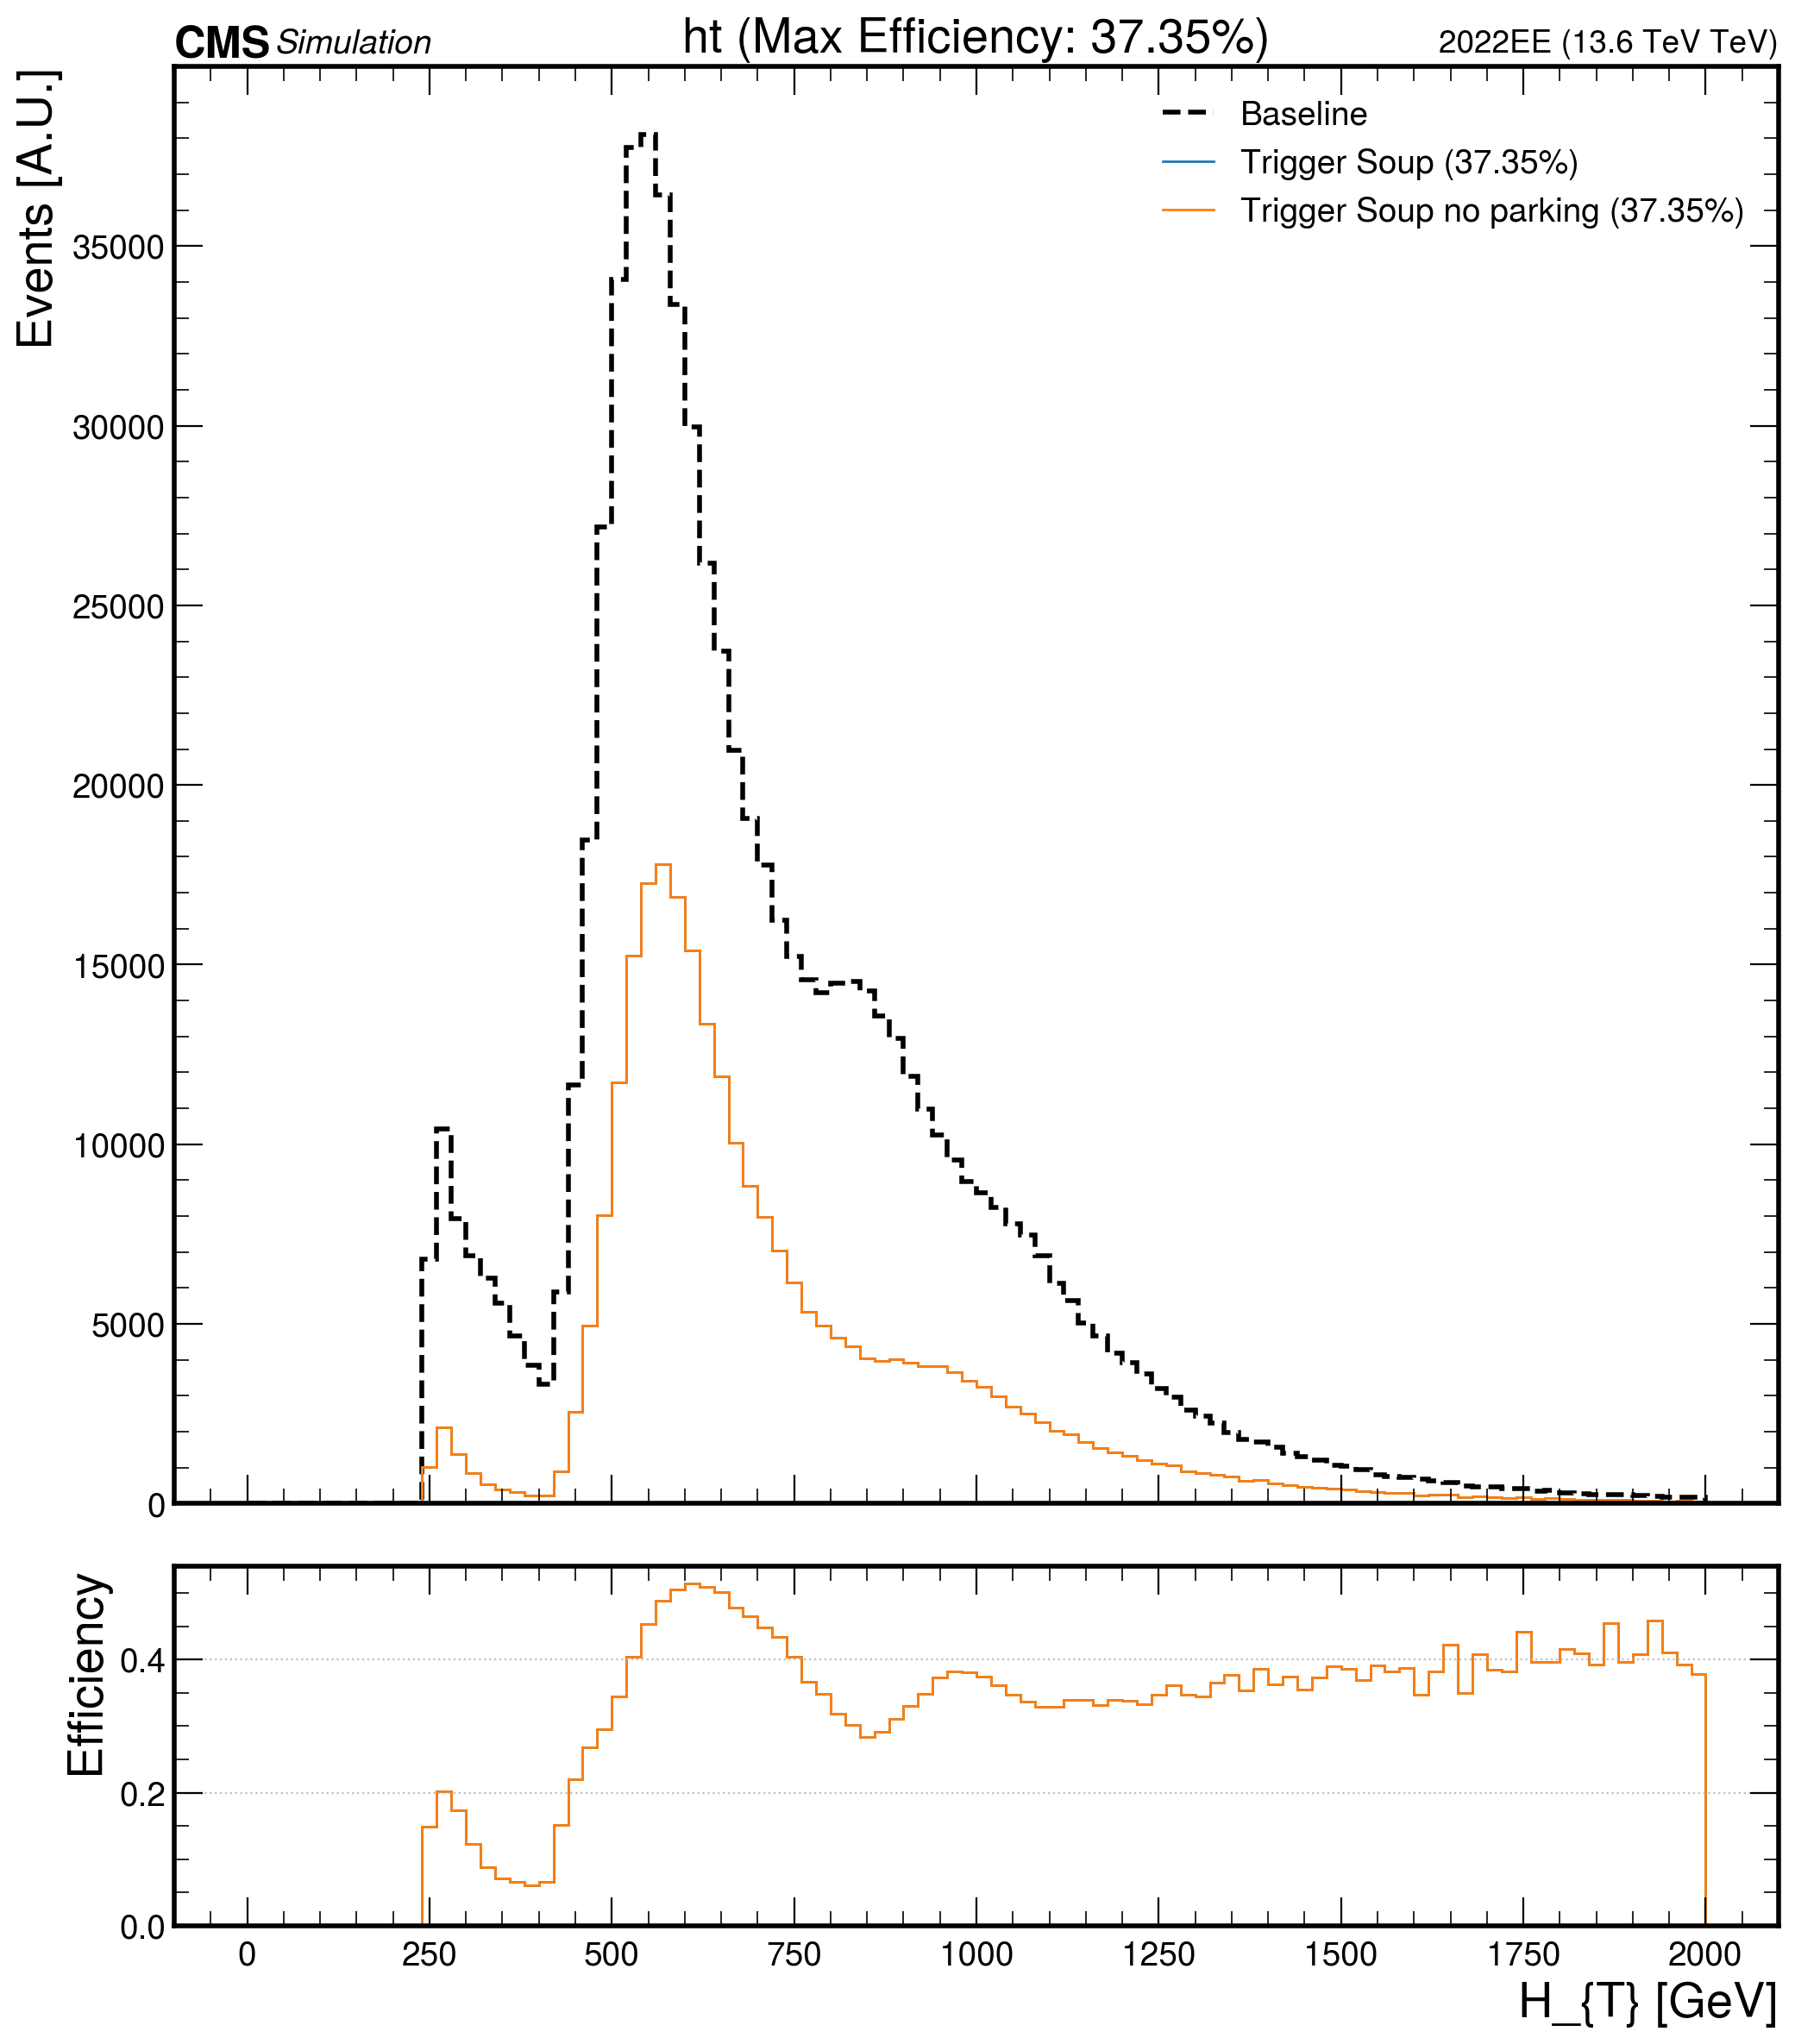 CMS Simulation ht (Max Efficiency: 37.35%) 2022EE (13.6 TeV TeV)
Events [A.U.]
Baseline
Trigger Soup (37.35%)
Trigger Soup no parking (37.35%)
35000
30000
25000
20000
15000
10000
5000
0
Efficiency
0.4
0.2
0.0
0 250 500 750 1000 1250 1500 1750 2000
H_{T} [GeV]